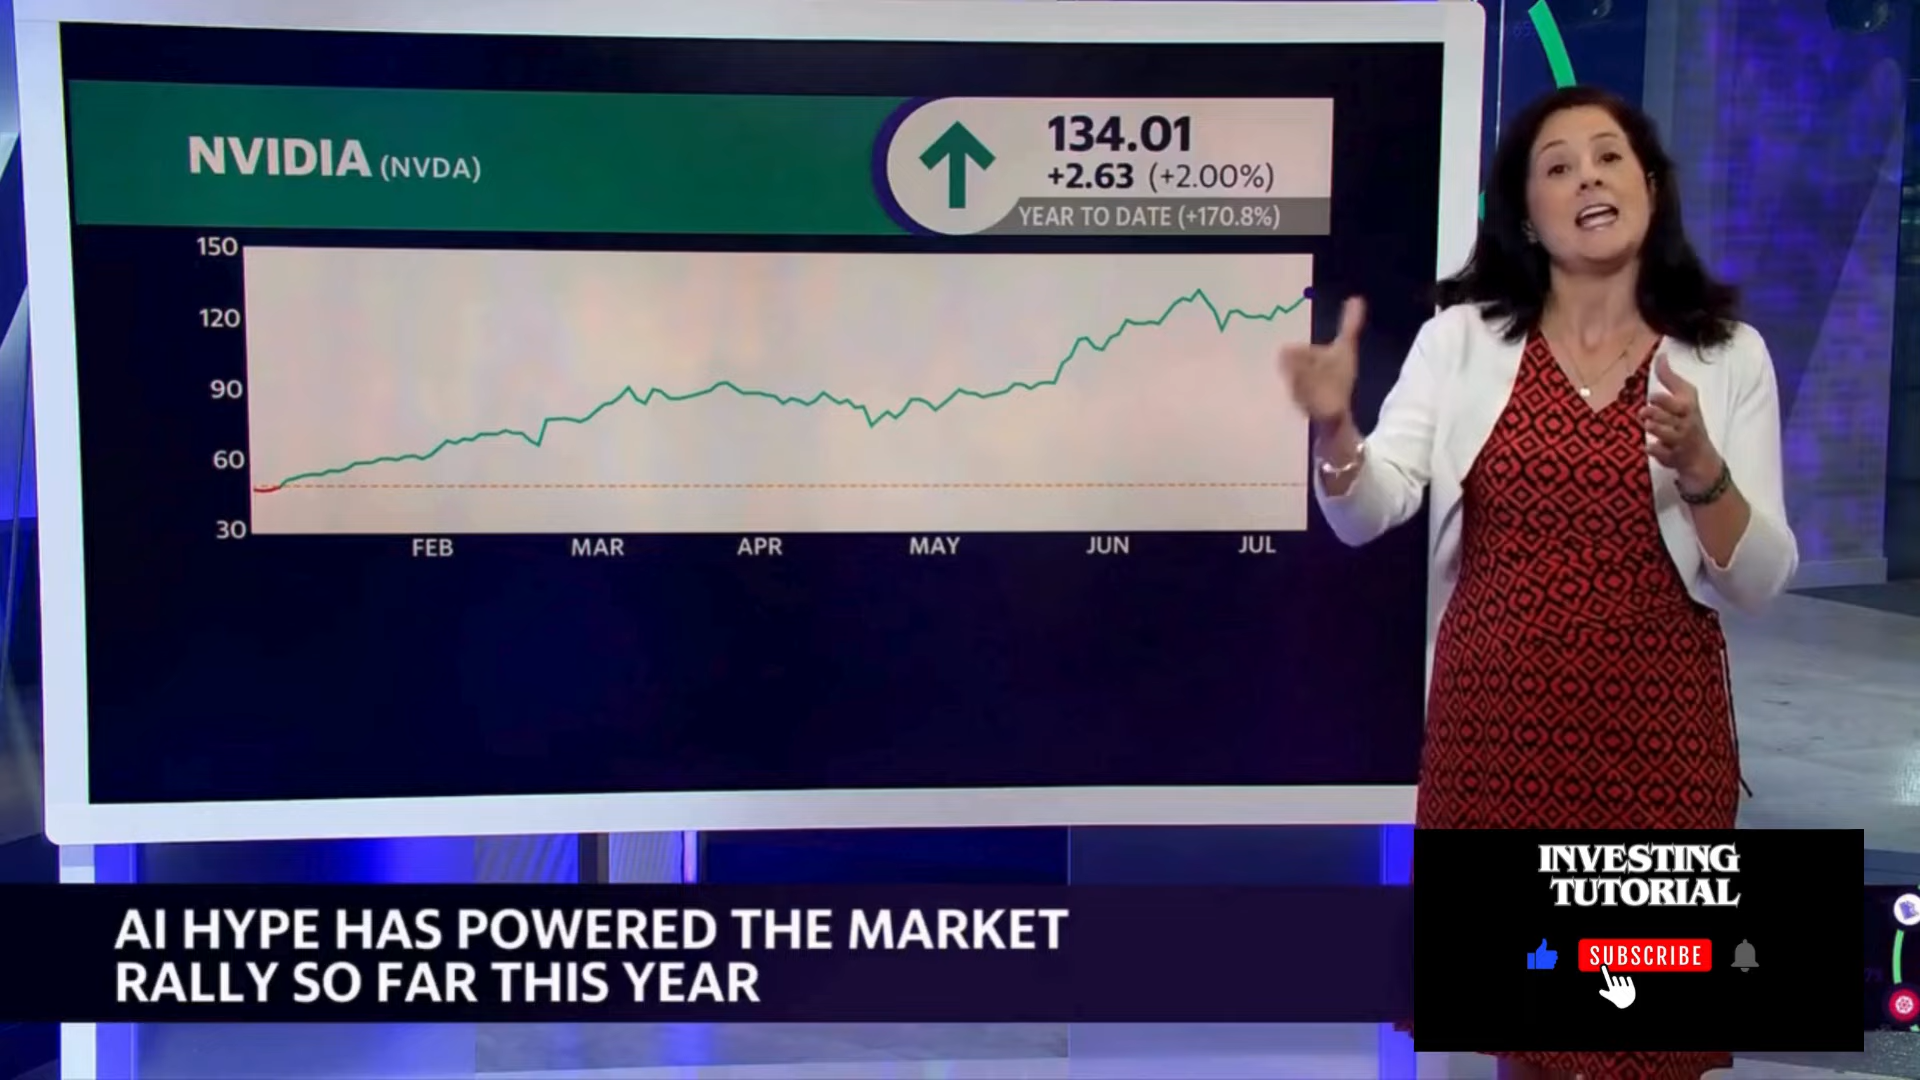 NVIDIA (NVDA)
134.01
+2.63 (+2.00%)
YEAR TO DATE (+170.8%)
150
120
90
60
30
FEB MAR APR MAY JUN JUL
AI HYPE HAS POWERED THE MARKET
RALLY SO FAR THIS YEAR
INVESTING
TUTORIAL
SUBSCRIBE